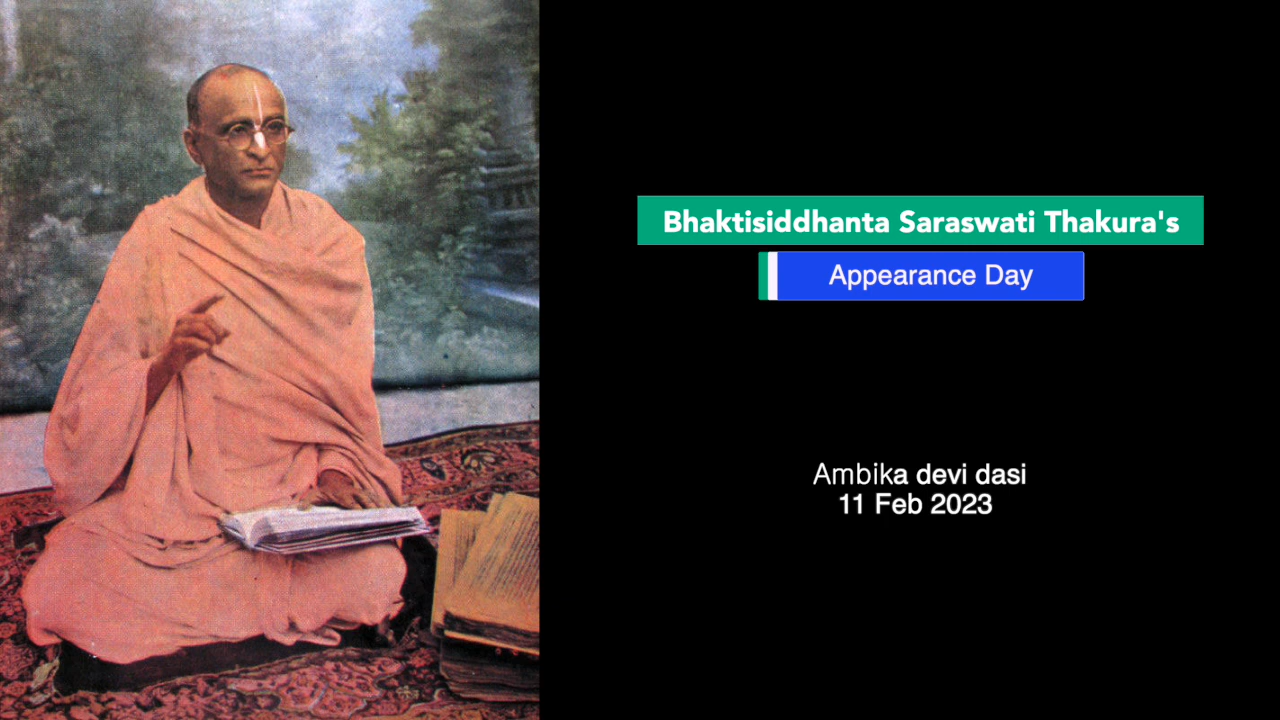 Bhaktisiddhanta Saraswati Thakura's
Appearance Day
Ambika devi dasi
11 Feb 2023